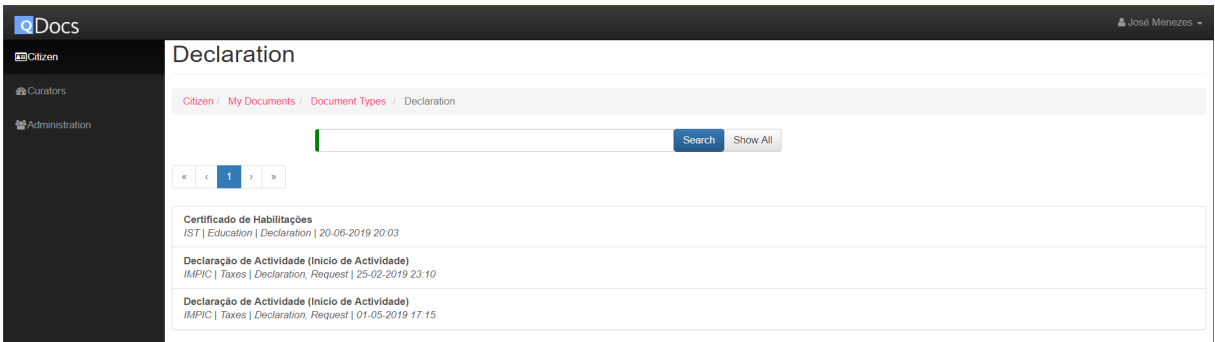 QDocs
José Menezes
Citizen
Curators
Administration
Declaration
Citizen / My Documents / Document Types / Declaration
Search Show All
« ‹ 1 › »
Certificado de Habilitações
IST | Education | Declaration | 20-06-2019 20:03
Declaração de Actividade (Inicio de Actividade)
IMPIC | Taxes | Declaration, Request | 25-02-2019 23:10
Declaração de Actividade (Inicio de Actividade)
IMPIC | Taxes | Declaration, Request | 01-05-2019 17:15